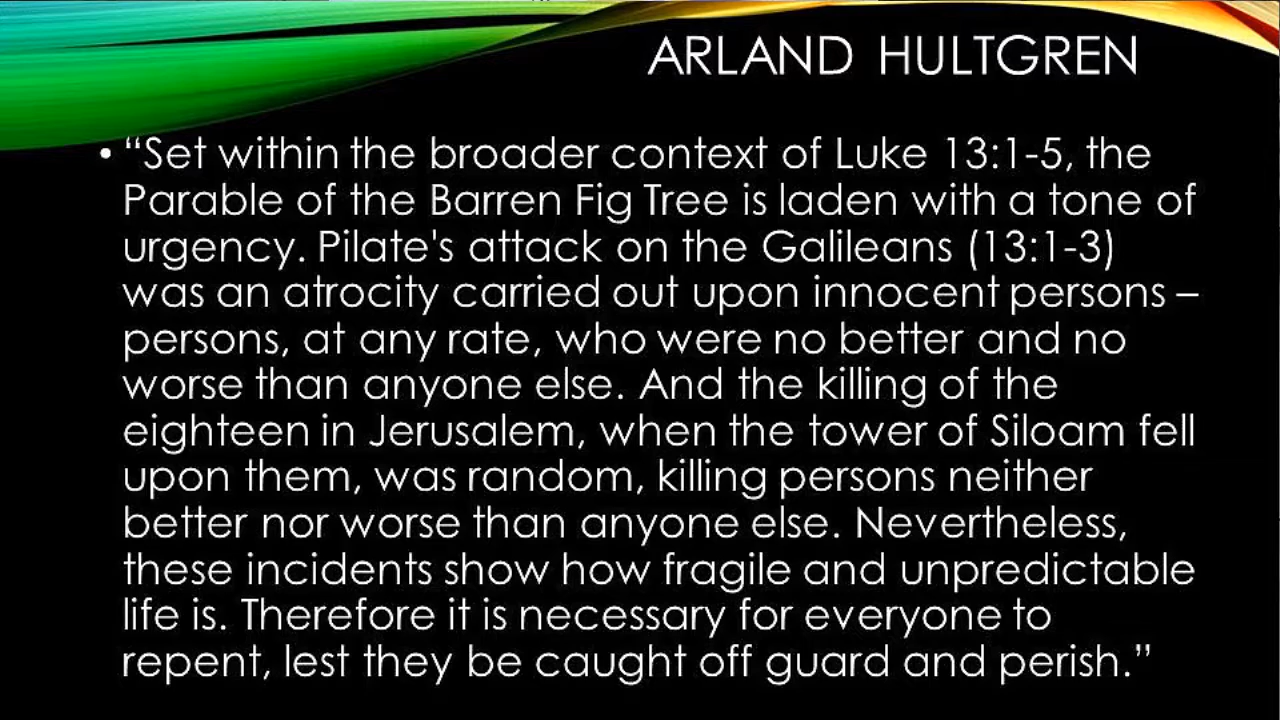 ARLAND HULTGREN
• “Set within the broader context of Luke 13:1-5, the
Parable of the Barren Fig Tree is laden with a tone of
urgency. Pilate's attack on the Galileans (13:1-3)
was an atrocity carried out upon innocent persons –
persons, at any rate, who were no better and no
worse than anyone else. And the killing of the
eighteen in Jerusalem, when the tower of Siloam fell
upon them, was random, killing persons neither
better nor worse than anyone else. Nevertheless,
these incidents show how fragile and unpredictable
life is. Therefore it is necessary for everyone to
repent, lest they be caught off guard and perish.”